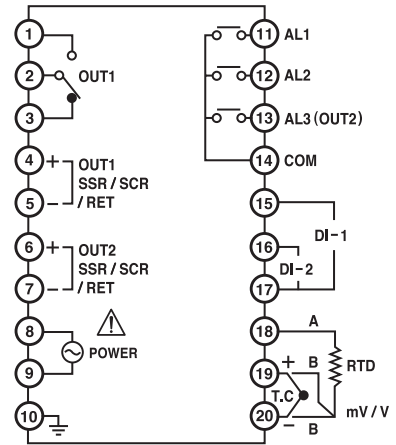 1
2
3
OUT1
4
5
+
OUT1
SSR / SCR
– / RET
6
7
+
OUT2
SSR / SCR
– / RET
8
9
POWER
10
11 AL1
12 AL2
13 AL3 (OUT2)
14 COM
15
16
17
DI-1
DI-2
18 A
RTD
19 + B
T.C
mV / V
20 – B